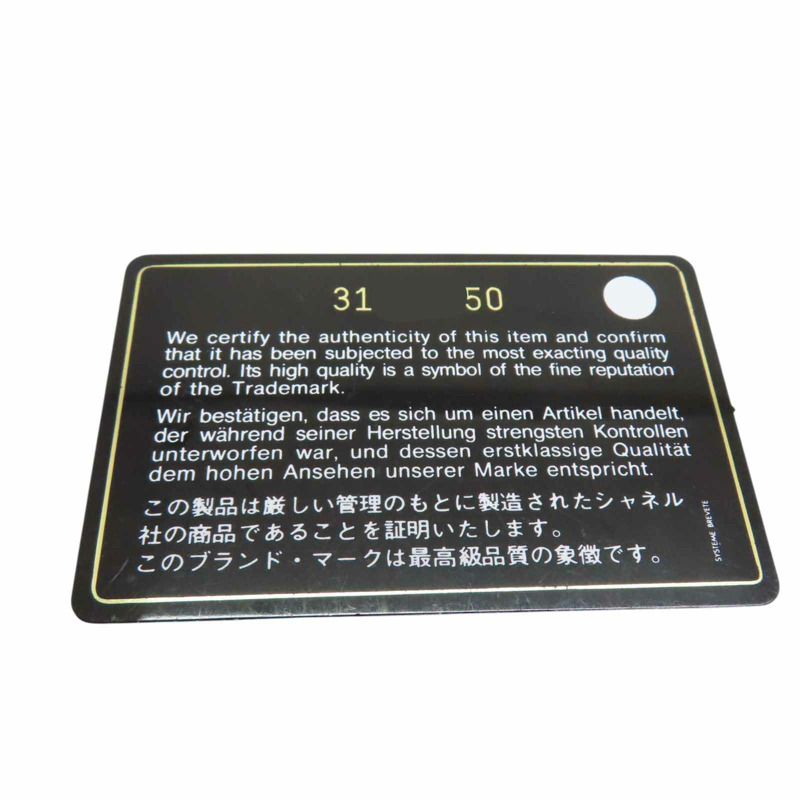 31 50
We certify the authenticity of this item and confirm
that it has been subjected to the most exacting quality
control. Its high quality is a symbol of the fine reputation
of the Trademark.
Wir bestätigen, dass es sich um einen Artikel handelt,
der während seiner Herstellung strengsten Kontrollen
unterworfen war, und dessen erstklassige Qualität
dem hohen Ansehen unserer Marke entspricht.
この製品は厳しい管理のもとに製造されたシャネル
社の商品であることを証明いたします。
このブランド・マークは最高級品質の象徴です。
SYSTEME BREVETE